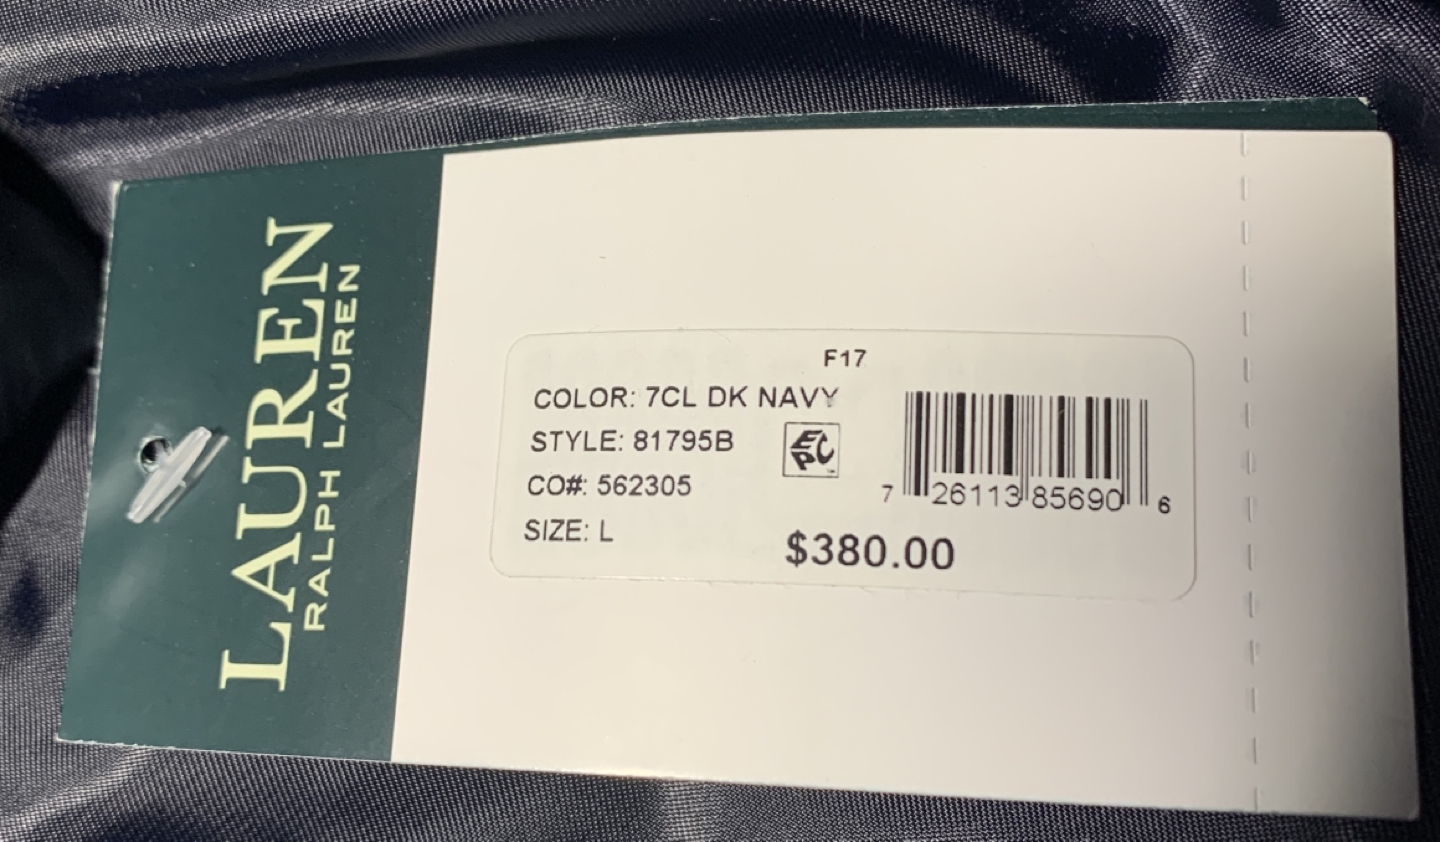 LAUREN
RALPH LAUREN
F17
COLOR: 7CL DK NAVY
STYLE: 81795B
CO#: 562305
SIZE: L
EPC
7 26113 85690 6
$380.00